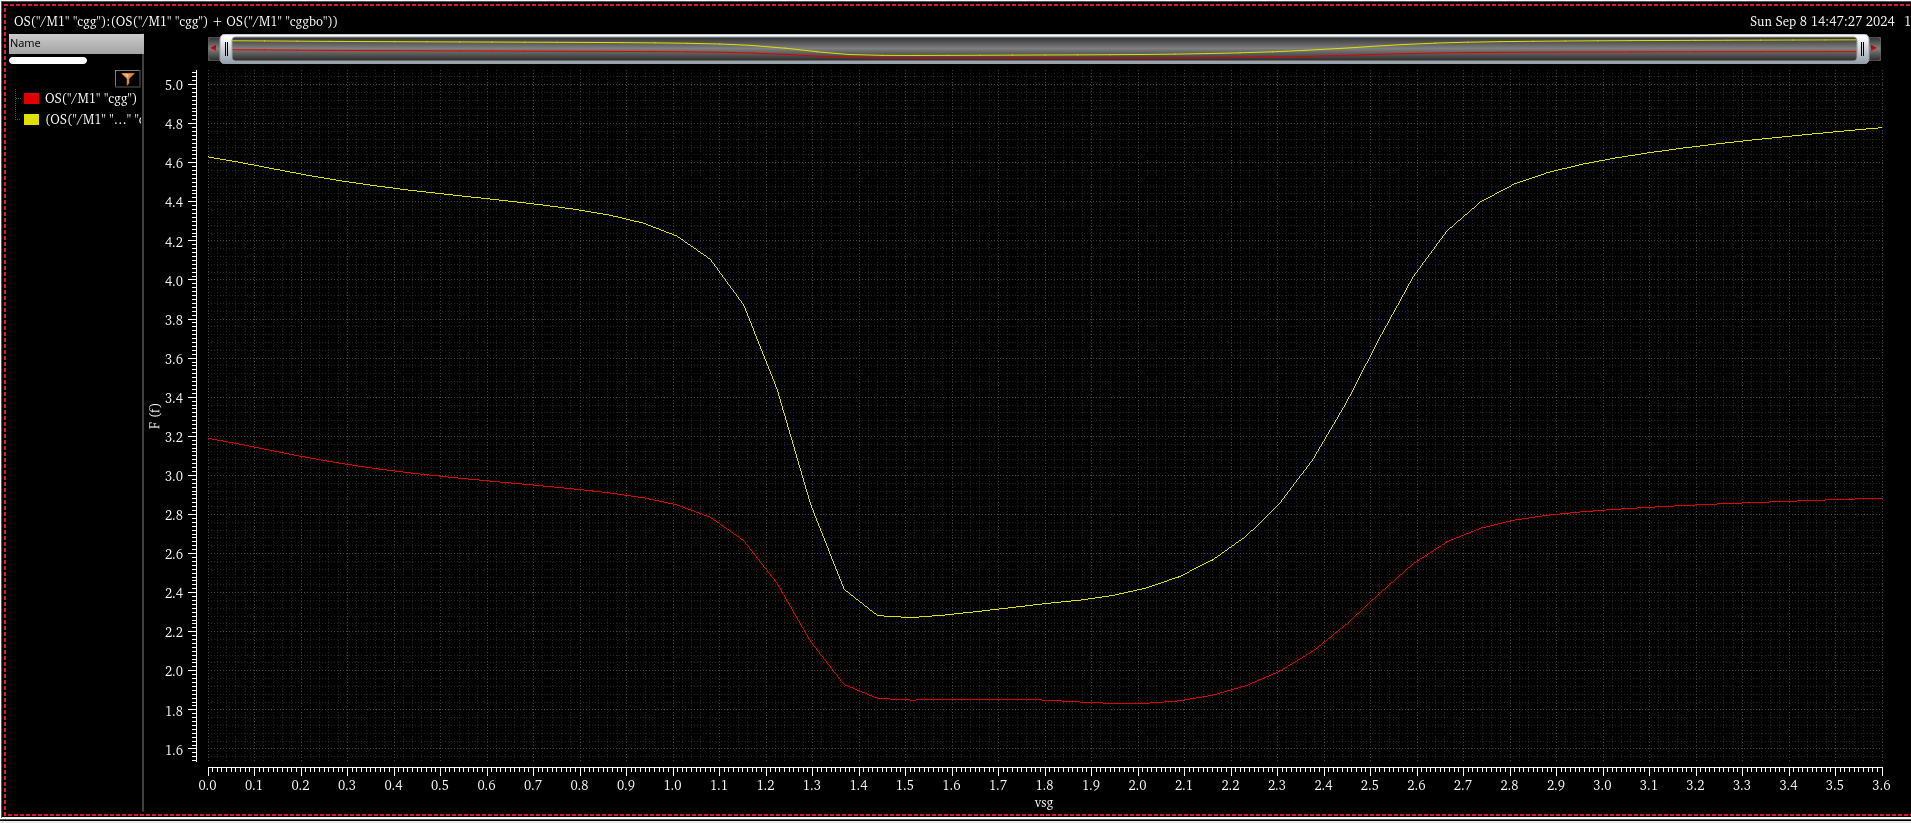 OS("/M1" "cgg"):(OS("/M1" "cgg") + OS("/M1" "cggbo"))
Sun Sep 8 14:47:27 2024 1
Name
OS("/M1" "cgg")
(OS("/M1" "..." "c
5.0
4.8
4.6
4.4
4.2
4.0
3.8
3.6
3.4
3.2
3.0
2.8
2.6
2.4
2.2
2.0
1.8
1.6
F (f)
0.0 0.1 0.2 0.3 0.4 0.5 0.6 0.7 0.8 0.9 1.0 1.1 1.2 1.3 1.4 1.5 1.6 1.7 1.8 1.9 2.0 2.1 2.2 2.3 2.4 2.5 2.6 2.7 2.8 2.9 3.0 3.1 3.2 3.3 3.4 3.5 3.6
vsg